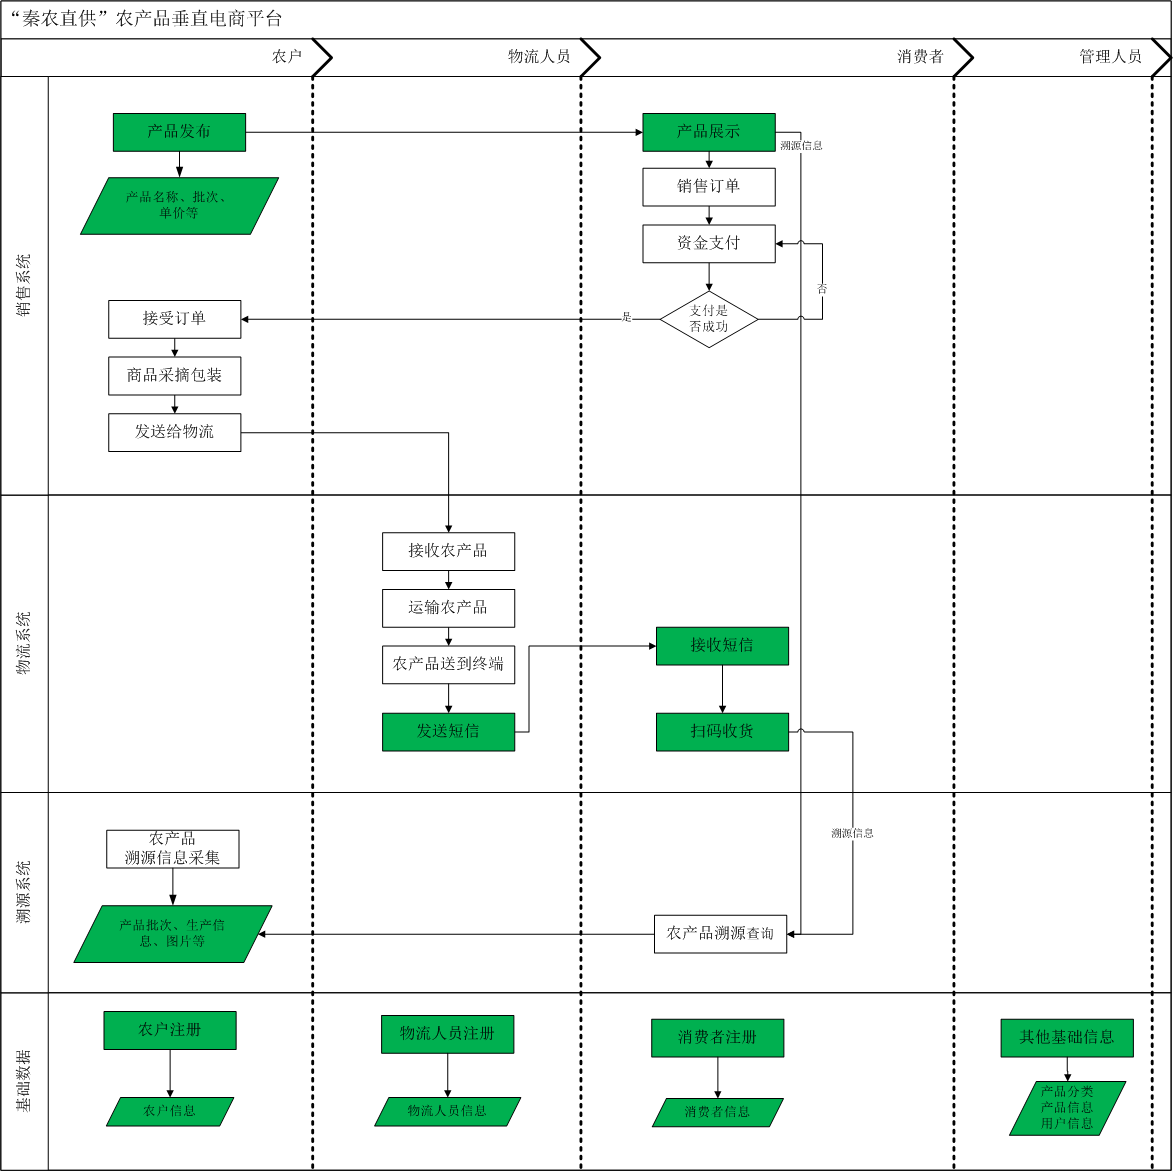 “秦农直供”农产品垂直电商平台
农户
物流人员
消费者
管理人员
销售系统
产品发布
产品展示
溯源信息
产品名称、批次、
单价等
销售订单
资金支付
否
支付是
否成功
是
接受订单
商品采摘包装
发送给物流
物流系统
接收农产品
运输农产品
农产品送到终端
发送短信
接收短信
扫码收货
溯源信息
溯源系统
农产品
溯源信息采集
产品批次、生产信
息、图片等
农产品溯源查询
基础数据
农户注册
物流人员注册
消费者注册
其他基础信息
农户信息
物流人员信息
消费者信息
产品分类
产品信息
用户信息